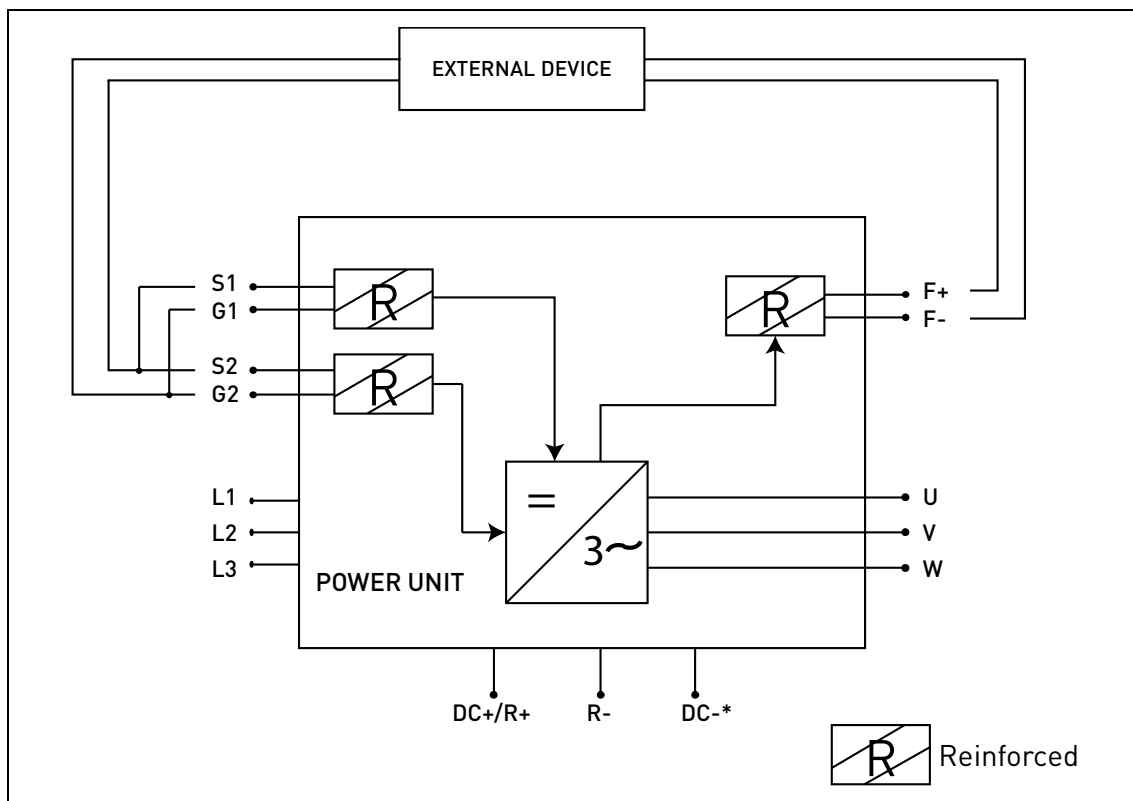 EXTERNAL DEVICE
S1
R
R
F+
G1
F-
S2
R
G2
L1
=
U
L2
3~
V
L3
POWER UNIT
W
DC+/R+
R-
DC-*
R
Reinforced